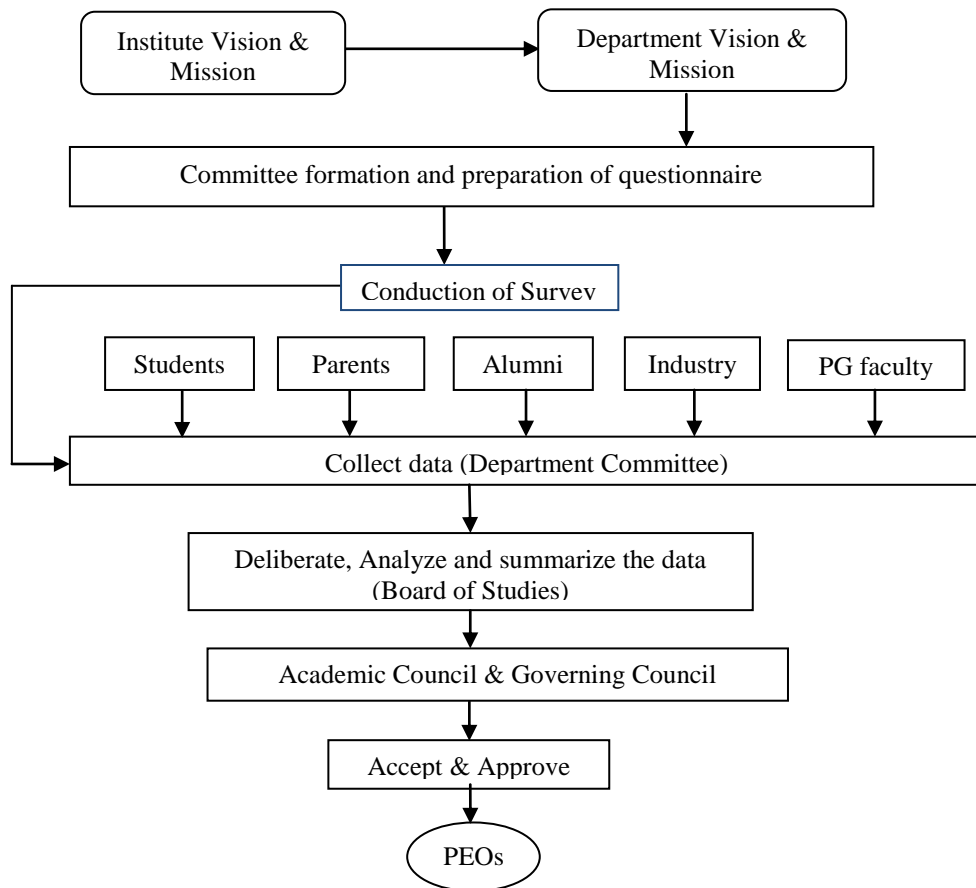 Institute Vision &
Mission
Department Vision &
Mission
Committee formation and preparation of questionnaire
Conduction of Survey
Students
Parents
Alumni
Industry
PG faculty
Collect data (Department Committee)
Deliberate, Analyze and summarize the data
(Board of Studies)
Academic Council & Governing Council
Accept & Approve
PEOs